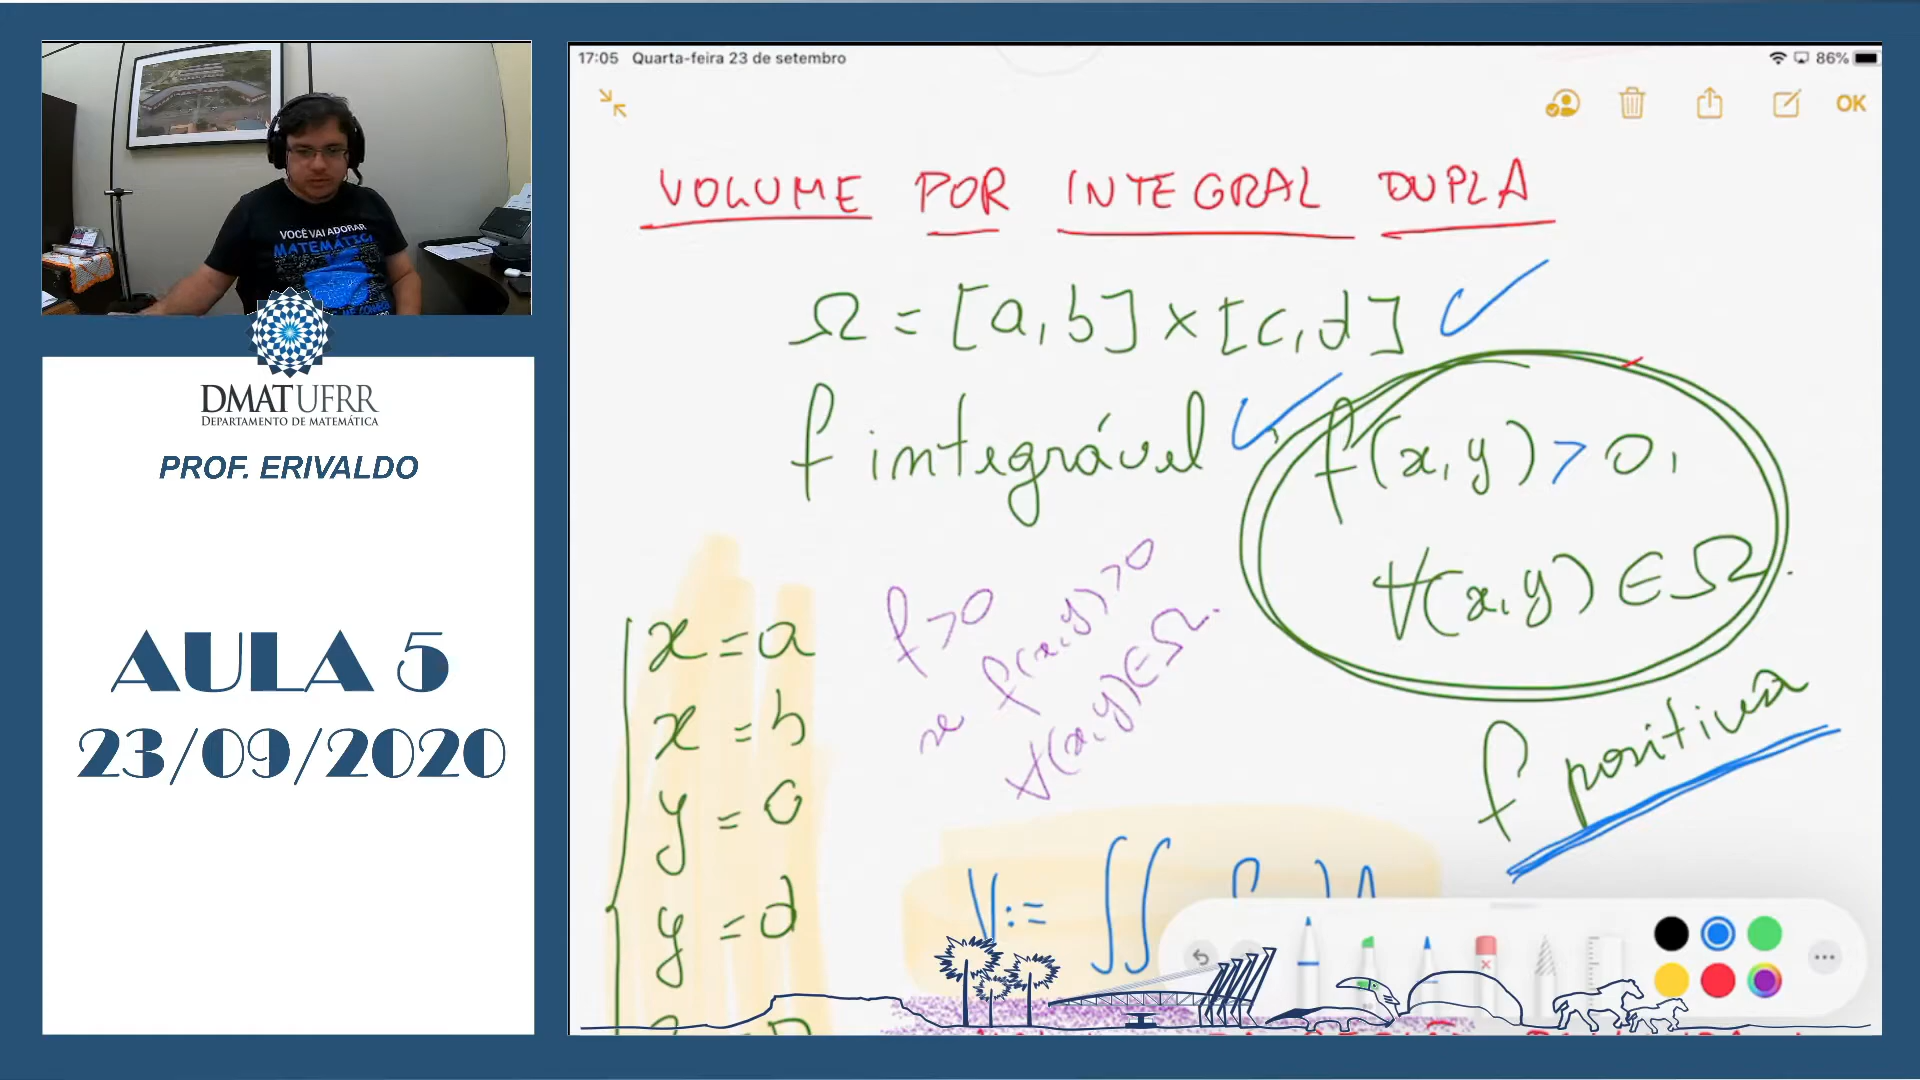 17:05 Quarta-feira 23 de setembro
86%
OK
VOLUME POR INTEGRAL DUPLA
Ω = [a,b] × [c,d]
f integrável
f(x,y) > 0,
∀(x,y) ∈ Ω.
f positiva
f > 0
se f(x,y) > 0
∀(x,y) ∈ Ω.
x = a
x = b
y = c
y = d
V := ∬
VOCÊ VAI ADORAR
MATEMÁTICA
DMATUFRR
DEPARTAMENTO DE MATEMÁTICA
PROF. ERIVALDO
AULA 5
23/09/2020